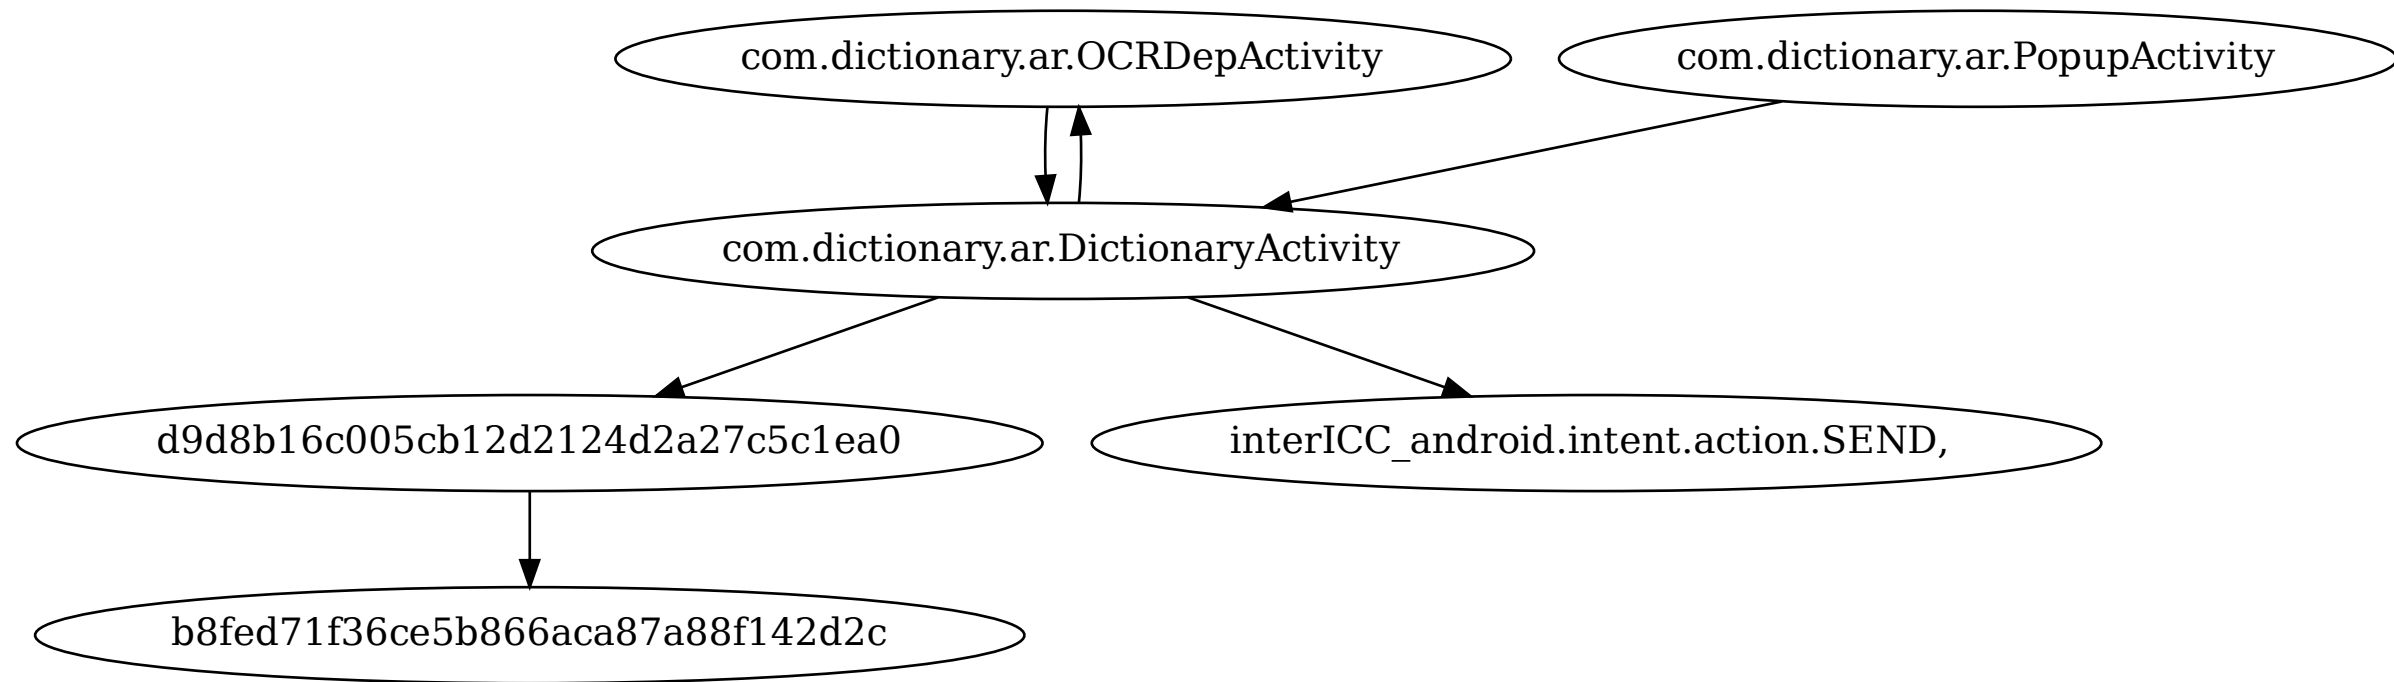 com.dictionary.ar.OCRDepActivity
com.dictionary.ar.PopupActivity
com.dictionary.ar.DictionaryActivity
d9d8b16c005cb12d2124d2a27c5c1ea0
interICC_android.intent.action.SEND,
b8fed71f36ce5b866aca87a88f142d2c